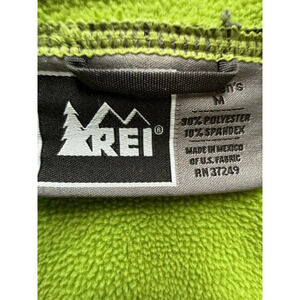 REI®
M
90% POLYESTER
10% SPANDEX
MADE IN MEXICO
OF U.S. FABRIC
RN 37249